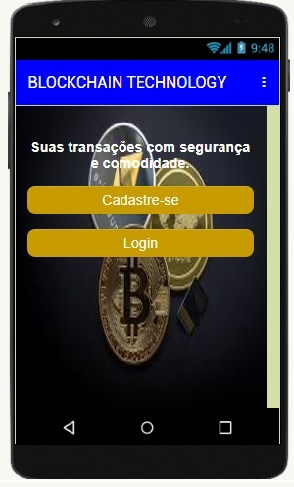 9:48
BLOCKCHAIN TECHNOLOGY
Suas transações com segurança
e comodidade.
Cadastre-se
Login